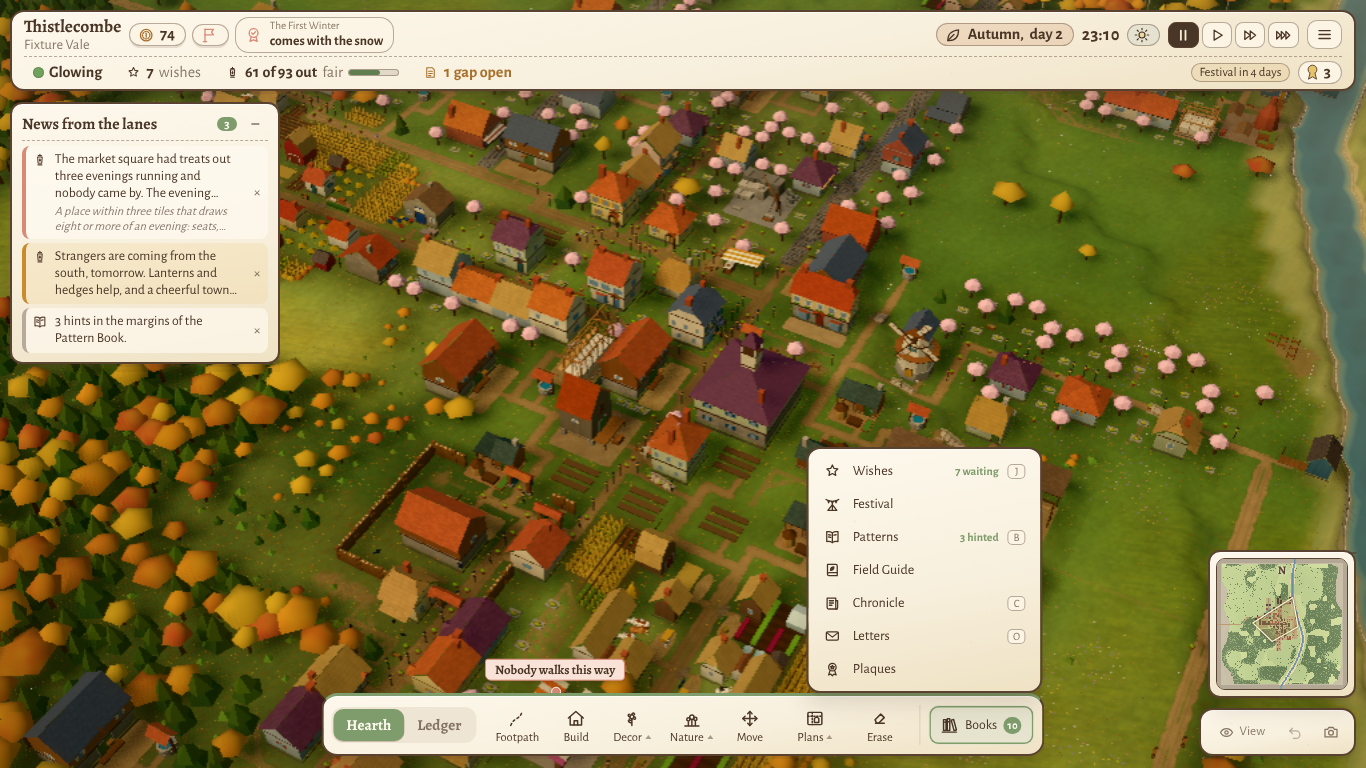 Thistlecombe
Fixture Vale
74
The First Winter
comes with the snow
Autumn, day 2
23:10
Glowing
7 wishes
61 of 93 out fair
1 gap open
Festival in 4 days
3
News from the lanes
3
The market square had treats out
three evenings running and
nobody came by. The evening...
A place within three tiles that draws
eight or more of an evening: seats,...
Strangers are coming from the
south, tomorrow. Lanterns and
hedges help, and a cheerful town...
3 hints in the margins of the
Pattern Book.
Wishes 7 waiting J
Festival
Patterns 3 hinted B
Field Guide
Chronicle C
Letters O
Plaques
N
Nobody walks this way
Hearth
Ledger
Footpath
Build
Decor
Nature
Move
Plans
Erase
Books 10
View